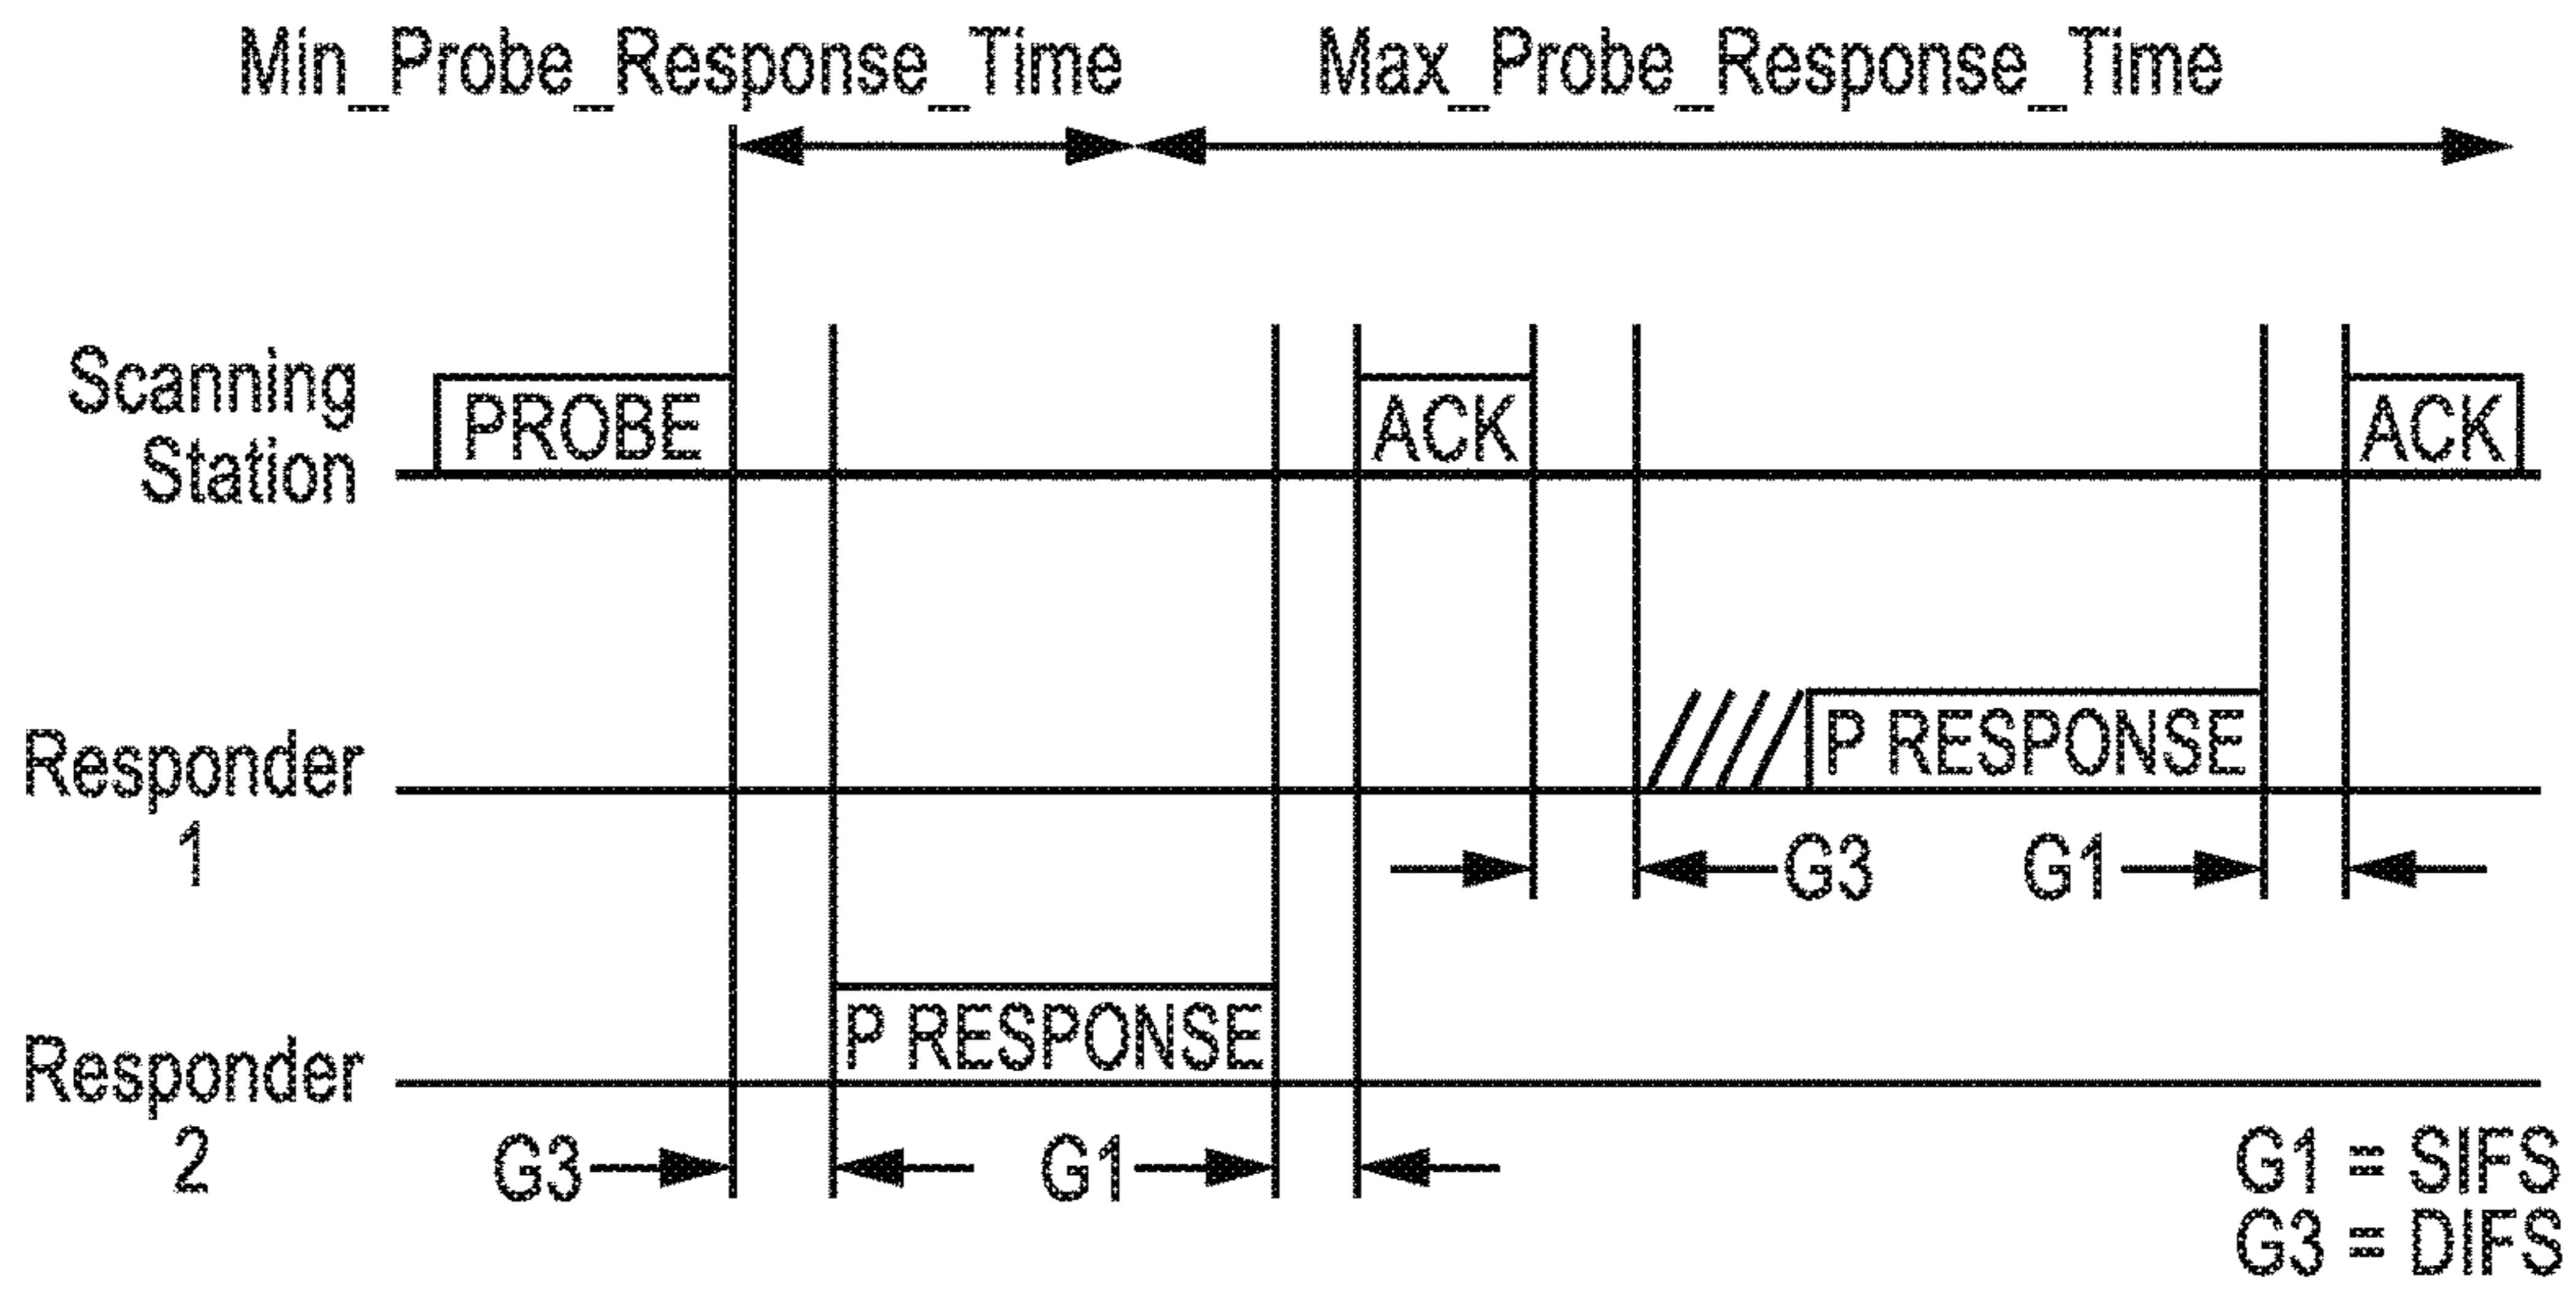 Min_Probe_Response_Time
Max_Probe_Response_Time
Scanning
Station
PROBE
ACK
ACK
Responder
1
P RESPONSE
G3
G1
Responder
2
P RESPONSE
G3
G1
G1 = SIFS
G3 = DIFS